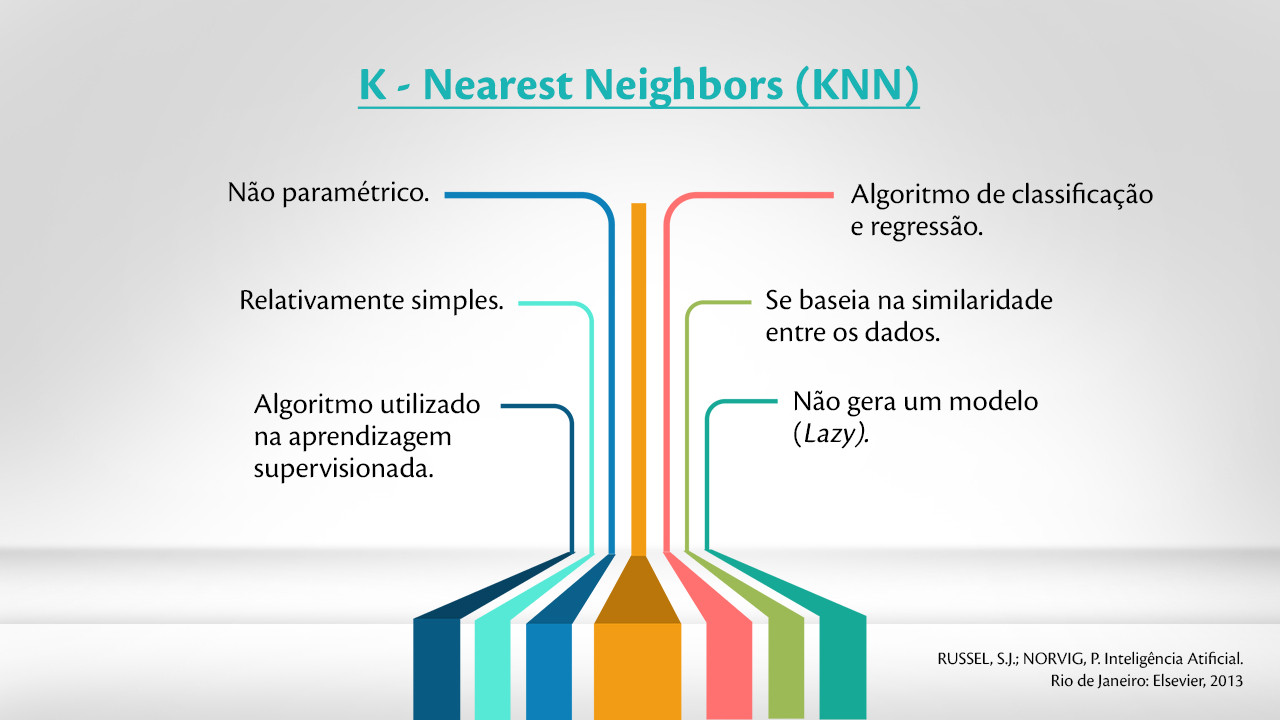 K - Nearest Neighbors (KNN)
Não paramétrico.
Relativamente simples.
Algoritmo utilizado
na aprendizagem
supervisionada.
Algoritmo de classificação
e regressão.
Se baseia na similaridade
entre os dados.
Não gera um modelo
(Lazy).
RUSSEL, S.J.; NORVIG, P. Inteligência Atificial.
Rio de Janeiro: Elsevier, 2013